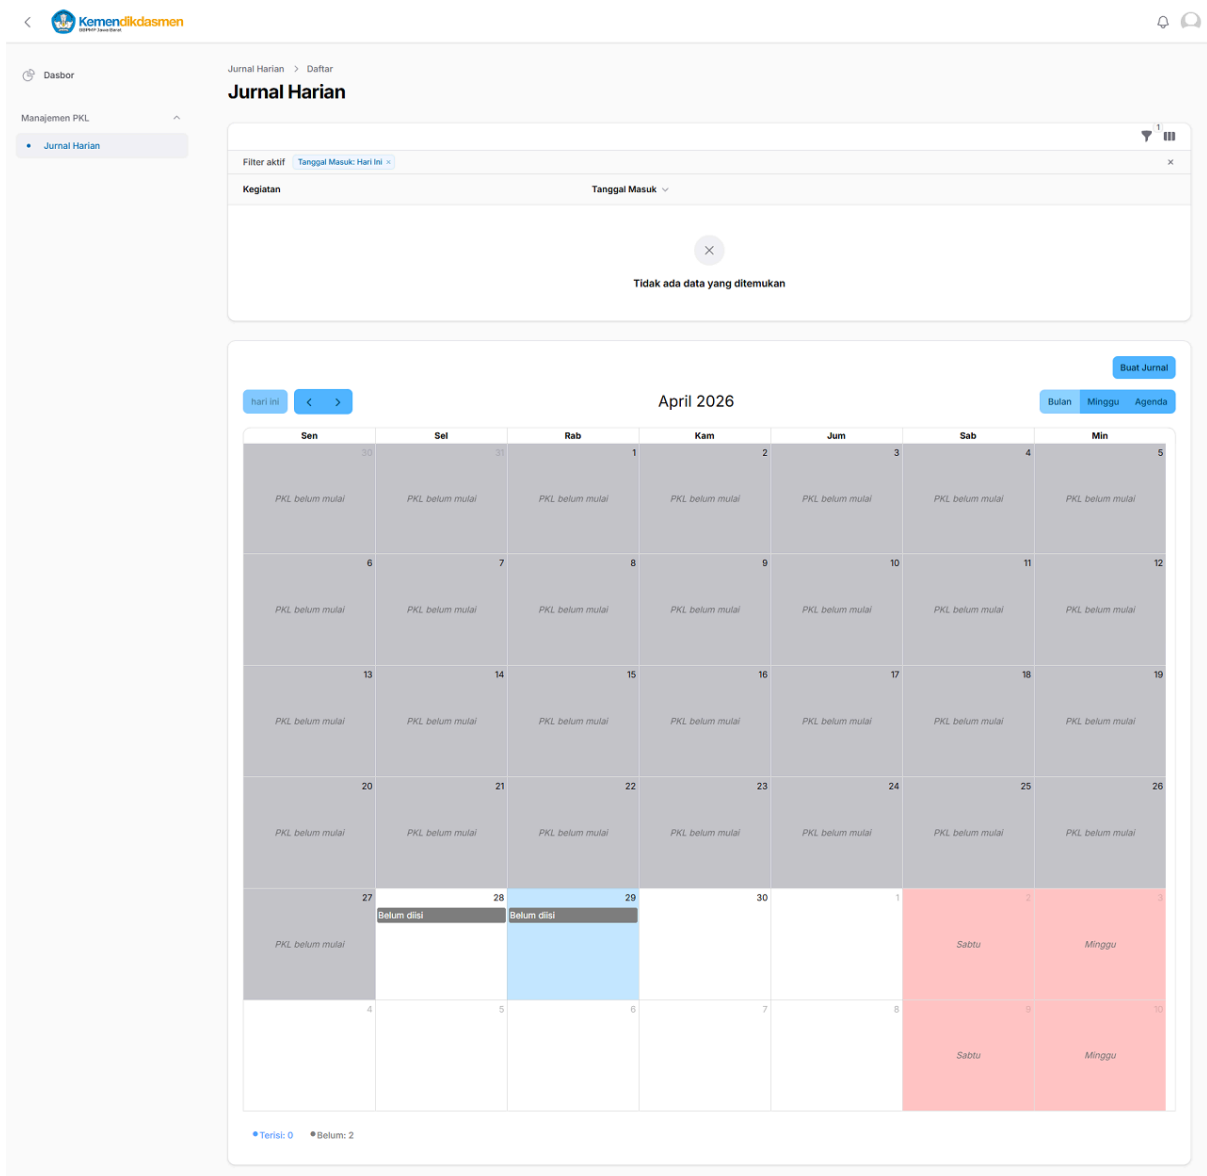 Kemendikdasmen
BBPMP Jawa Barat
Dasbor
Manajemen PKL
Jurnal Harian
Jurnal Harian > Daftar
Jurnal Harian
1
Filter aktif Tanggal Masuk: Hari Ini ×
Kegiatan Tanggal Masuk
Tidak ada data yang ditemukan
Buat Jurnal
hari ini April 2026 Bulan Minggu Agenda
Sen Sel Rab Kam Jum Sab Min
30 31 1 2 3 4 5
PKL belum mulai PKL belum mulai PKL belum mulai PKL belum mulai PKL belum mulai PKL belum mulai PKL belum mulai
6 7 8 9 10 11 12
PKL belum mulai PKL belum mulai PKL belum mulai PKL belum mulai PKL belum mulai PKL belum mulai PKL belum mulai
13 14 15 16 17 18 19
PKL belum mulai PKL belum mulai PKL belum mulai PKL belum mulai PKL belum mulai PKL belum mulai PKL belum mulai
20 21 22 23 24 25 26
PKL belum mulai PKL belum mulai PKL belum mulai PKL belum mulai PKL belum mulai PKL belum mulai PKL belum mulai
27 28 29 30 1 2 3
Belum diisi Belum diisi
PKL belum mulai Sabtu Minggu
4 5 6 7 8 9 10
Sabtu Minggu
Terisi: 0 Belum: 2